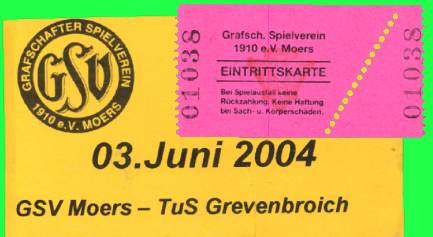 GRAFSCHAFTER SPIELVEREIN
GSV
1910 e.V. MOERS
01038
Grafsch. Spielverein
1910 e.V. Moers
EINTRITTSKARTE
Bei Spielausfall keine
Rückzahlung. Keine Haftung
bei Sach- u. Körperschäden.
01038
03.Juni 2004
GSV Moers – TuS Grevenbroich